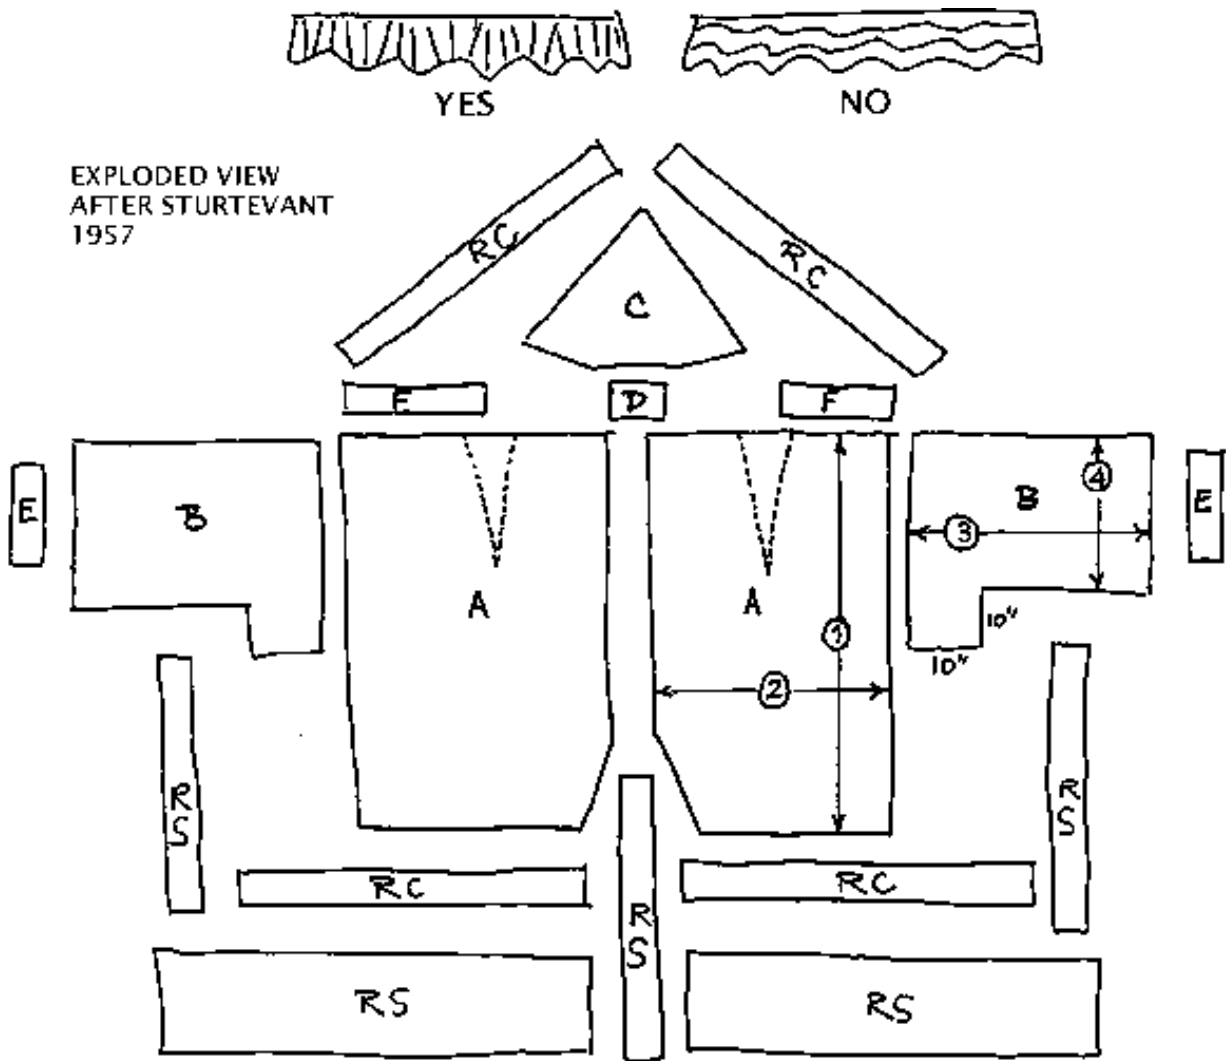 YES
NO
EXPLODED VIEW
AFTER STURTEVANT
1957
RC
RC
C
F
D
F
E
B
A
A
B
E
④
③
10"
10"
①
②
RS
RS
RC
RC
RS
RS
RS